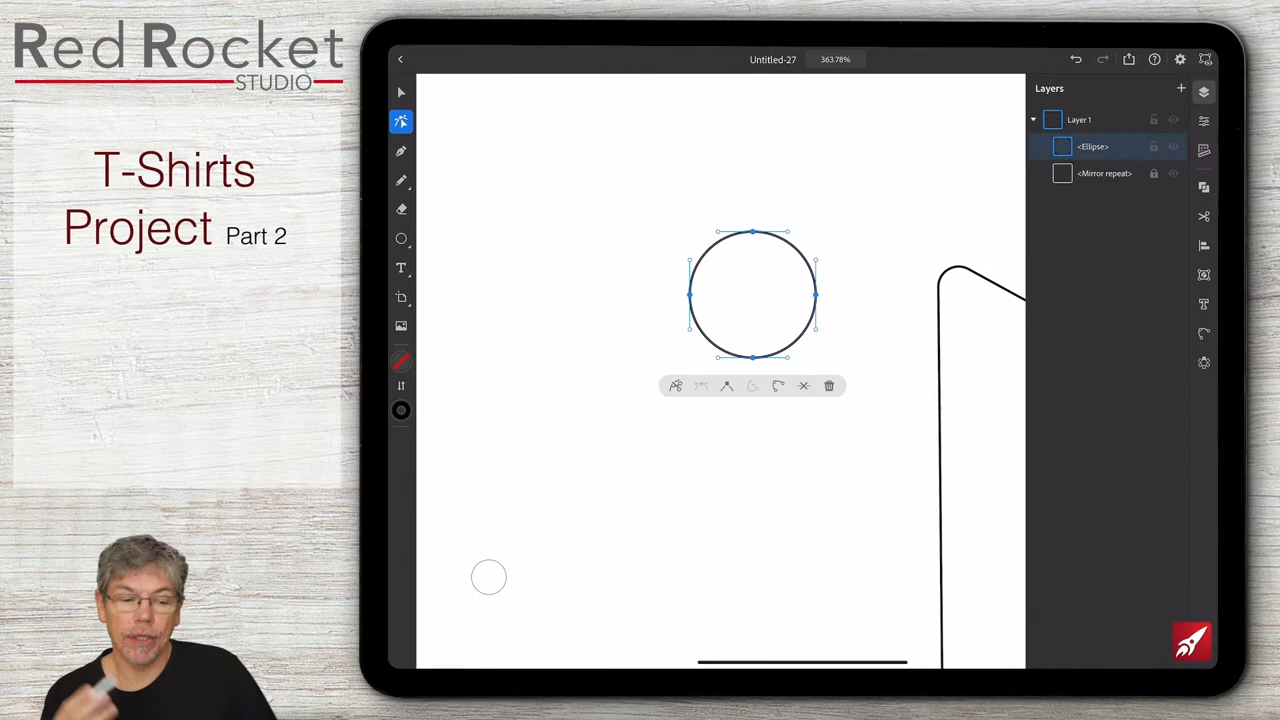 Red Rocket
STUDIO
T-Shirts
Project Part 2
Untitled-27
363.78%
Layers
Layer 1
<Ellipse>
<Mirror repeat>
T